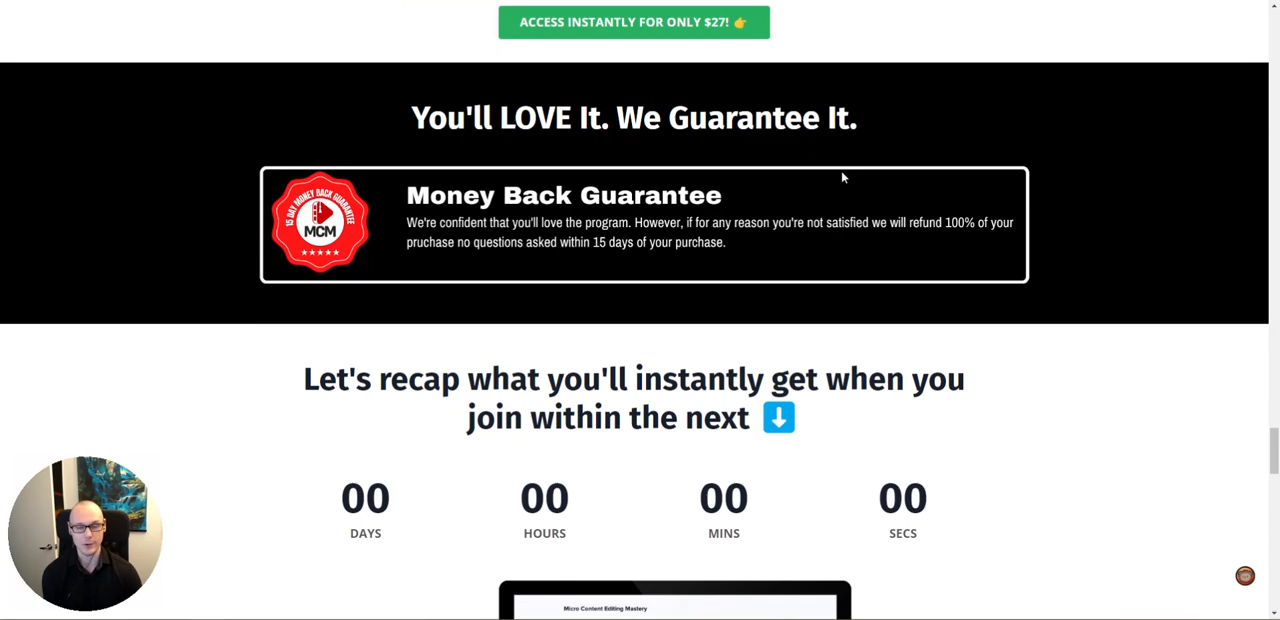 ACCESS INSTANTLY FOR ONLY $27! 👉
You'll LOVE It. We Guarantee It.
15 DAY MONEY BACK GUARANTEE
MCM
Money Back Guarantee
We're confident that you'll love the program. However, if for any reason you're not satisfied we will refund 100% of your
pruchase no questions asked within 15 days of your purchase.
Let's recap what you'll instantly get when you
join within the next ⬇️
00 00 00 00
DAYS HOURS MINS SECS
Micro Content Editing Mastery